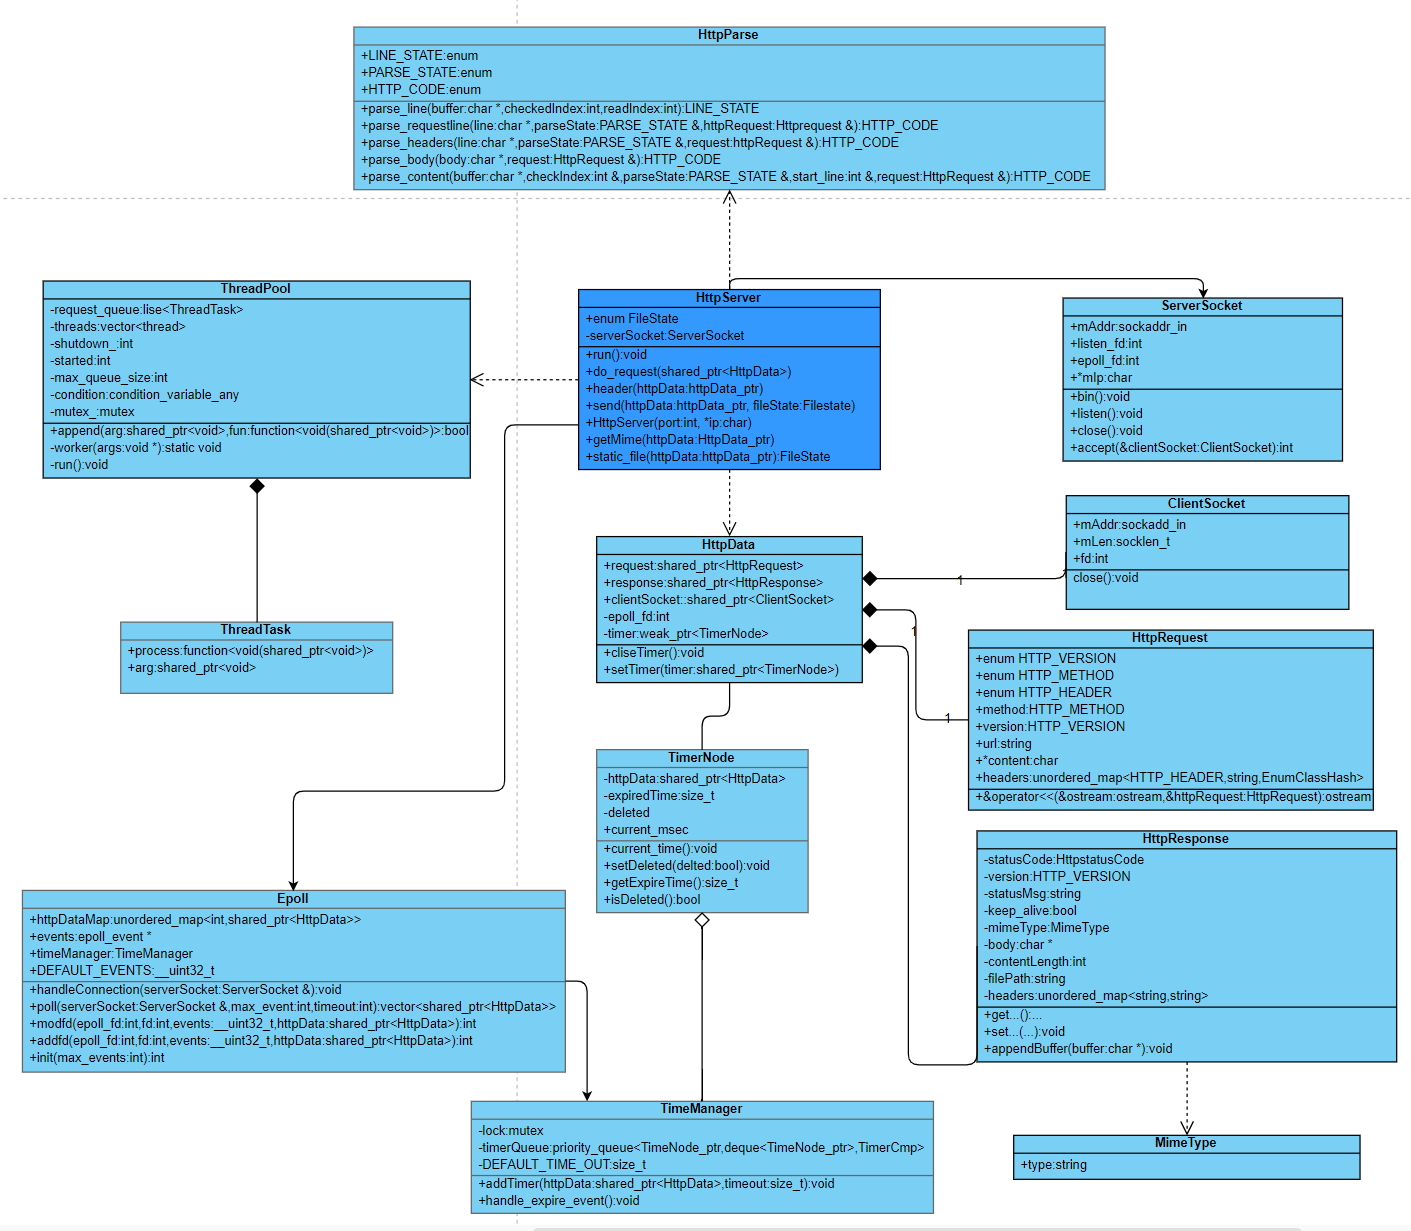 HttpParse
+LINE_STATE:enum
+PARSE_STATE:enum
+HTTP_CODE:enum
+parse_line(buffer:char *,checkedIndex:int,readIndex:int):LINE_STATE
+parse_requestline(line:char *,parseState:PARSE_STATE &,httpRequest:Httprequest &):HTTP_CODE
+parse_headers(line:char *,parseState:PARSE_STATE &,request:httpRequest &):HTTP_CODE
+parse_body(body:char *,request:HttpRequest &):HTTP_CODE
+parse_content(buffer:char *,checkIndex:int &,parseState:PARSE_STATE &,start_line:int &,request:HttpRequest &):HTTP_CODE
ThreadPool
-request_queue:lise<ThreadTask>
-threads:vector<thread>
-shutdown_:int
-started:int
-max_queue_size:int
-condition:condition_variable_any
-mutex_:mutex
+append(arg:shared_ptr<void>,fun:function<void(shared_ptr<void>)>:bool
-worker(args:void *):static void
-run():void
HttpServer
+enum FileState
-serverSocket:ServerSocket
+run():void
+do_request(shared_ptr<HttpData>)
+header(httpData:httpData_ptr)
+send(httpData:httpData_ptr, fileState:Filestate)
+HttpServer(port:int, *ip:char)
+getMime(httpData:HttpData_ptr)
+static_file(httpData:httpData_ptr):FileState
ServerSocket
+mAddr:sockaddr_in
+listen_fd:int
+epoll_fd:int
+*mIp:char
+bin():void
+listen():void
+close():void
+accept(&clientSocket:ClientSocket):int
ClientSocket
+mAddr:sockadd_in
+mLen:socklen_t
+fd:int
close():void
HttpData
+request:shared_ptr<HttpRequest>
+response:shared_ptr<HttpResponse>
+clientSocket::shared_ptr<ClientSocket>
-epoll_fd:int
-timer:weak_ptr<TimerNode>
+cliseTimer():void
+setTimer(timer:shared_ptr<TimerNode>)
1
1
1
ThreadTask
+process:function<void(shared_ptr<void>)>
+arg:shared_ptr<void>
HttpRequest
+enum HTTP_VERSION
+enum HTTP_METHOD
+enum HTTP_HEADER
+method:HTTP_METHOD
+version:HTTP_VERSION
+url:string
+*content:char
+headers:unordered_map<HTTP_HEADER,string,EnumClassHash>
+&operator<<(&ostream:ostream,&httpRequest:HttpRequest):ostream
TimerNode
-httpData:shared_ptr<HttpData>
-expiredTime:size_t
-deleted
+current_msec
+current_time():void
+setDeleted(delted:bool):void
+getExpireTime():size_t
+isDeleted():bool
HttpResponse
-statusCode:HttpstatusCode
-version:HTTP_VERSION
-statusMsg:string
-keep_alive:bool
-mimeType:MimeType
-body:char *
-contentLength:int
-filePath:string
-headers:unordered_map<string,string>
+get...():...
+set...(...):void
+appendBuffer(buffer:char *):void
Epoll
+httpDataMap:unordered_map<int,shared_ptr<HttpData>>
+events:epoll_event *
+timeManager:TimeManager
+DEFAULT_EVENTS:__uint32_t
+handleConnection(serverSocket:ServerSocket &):void
+poll(serverSocket:ServerSocket &,max_event:int,timeout:int):vector<shared_ptr<HttpData>>
+modfd(epoll_fd:int,fd:int,events:__uint32_t,httpData:shared_ptr<HttpData>):int
+addfd(epoll_fd:int,fd:int,events:__uint32_t,httpData:shared_ptr<HttpData>):int
+init(max_events:int):int
TimeManager
-lock:mutex
-timerQueue:priority_queue<TimeNode_ptr,deque<TimeNode_ptr>,TimerCmp>
-DEFAULT_TIME_OUT:size_t
+addTimer(httpData:shared_ptr<HttpData>,timeout:size_t):void
+handle_expire_event():void
MimeType
+type:string